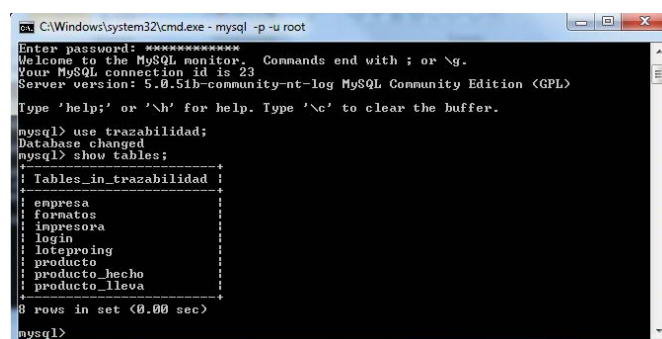 C:\Windows\system32\cmd.exe - mysql -p -u root
Enter password: ************
Welcome to the MySQL monitor.  Commands end with ; or \g.
Your MySQL connection id is 23
Server version: 5.0.51b-community-nt-log MySQL Community Edition (GPL)
Type 'help;' or '\h' for help. Type '\c' to clear the buffer.
mysql> use trazabilidad;
Database changed
mysql> show tables;
+------------------------+
| Tables_in_trazabilidad |
+------------------------+
| empresa                |
| formatos               |
| impresora              |
| login                  |
| loteproing             |
| producto               |
| producto_hecho         |
| producto_lleva         |
+------------------------+
8 rows in set (0.00 sec)
mysql>